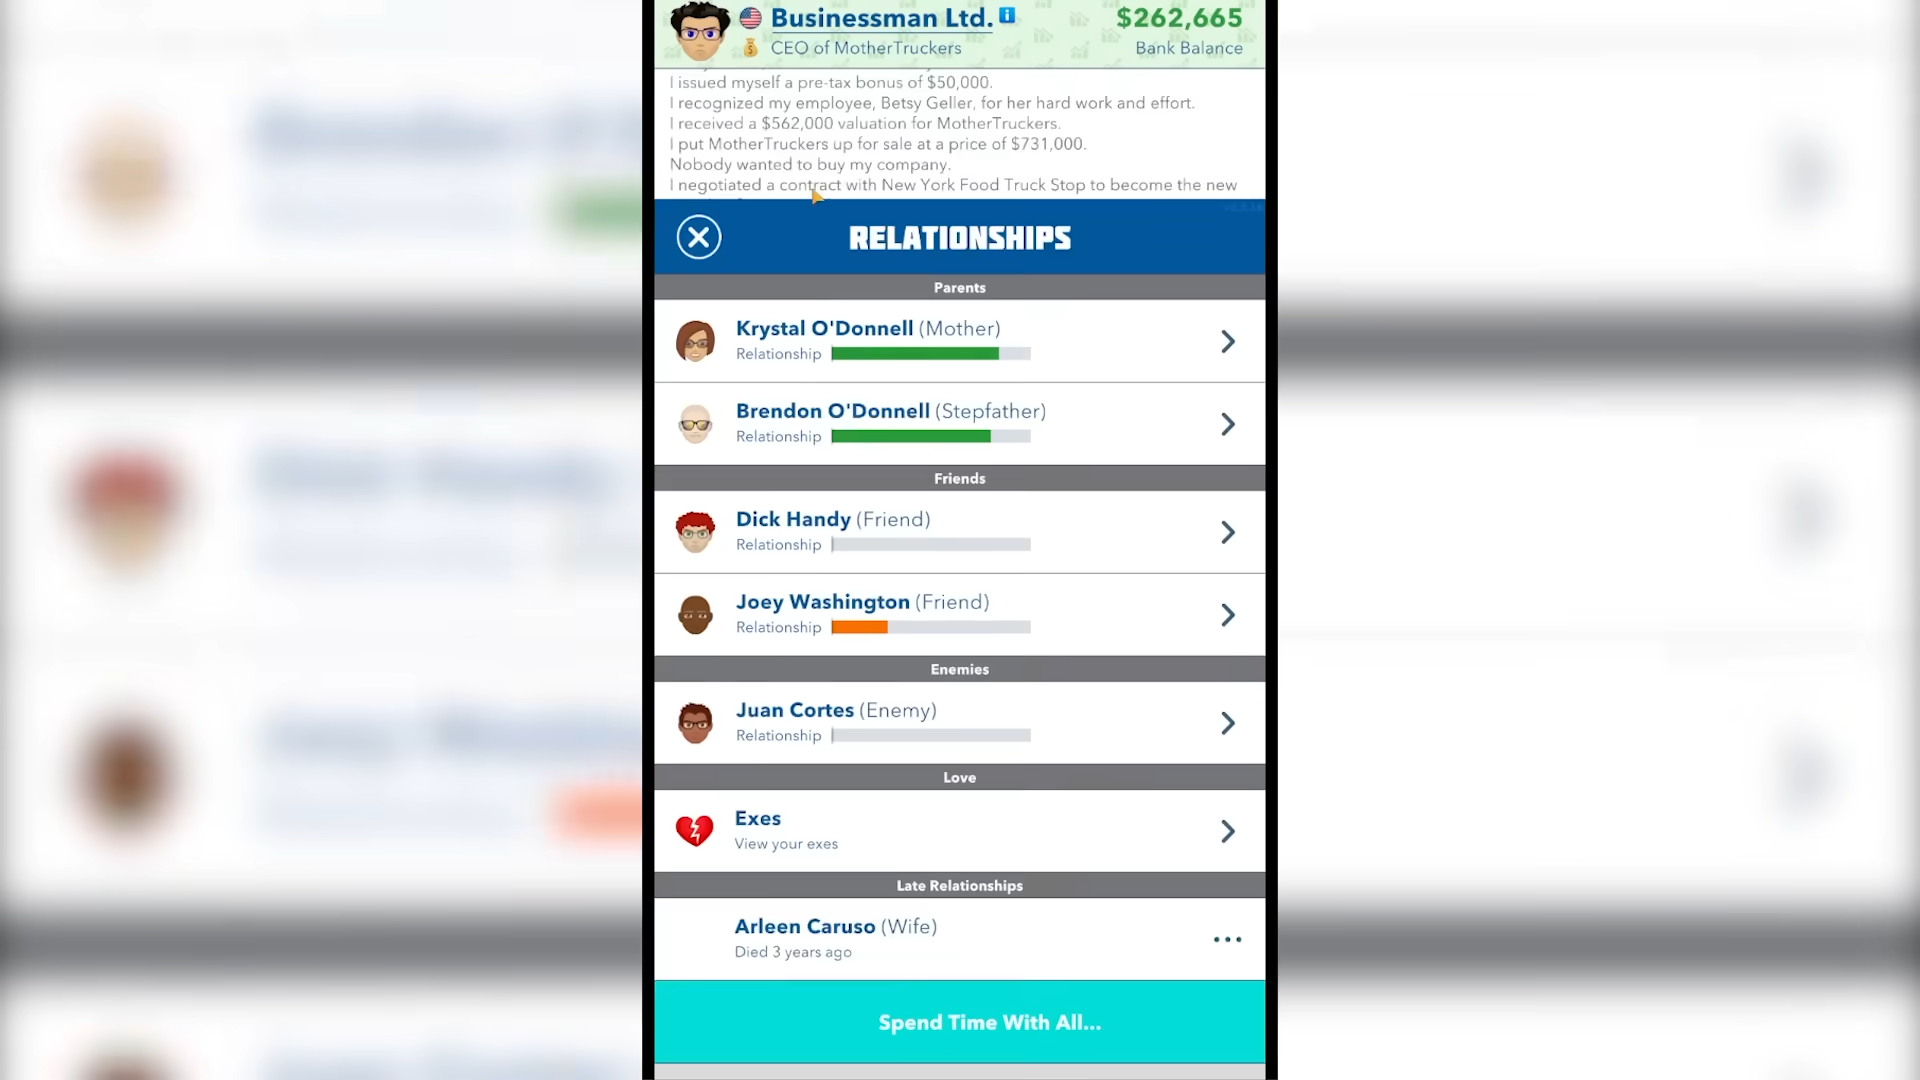 Businessman Ltd.
$262,665
CEO of MotherTruckers
Bank Balance
I issued myself a pre-tax bonus of $50,000.
I recognized my employee, Betsy Geller, for her hard work and effort.
I received a $562,000 valuation for MotherTruckers.
I put MotherTruckers up for sale at a price of $731,000.
Nobody wanted to buy my company.
I negotiated a contract with New York Food Truck Stop to become the new
RELATIONSHIPS
Parents
Krystal O'Donnell (Mother)
Relationship
Brendon O'Donnell (Stepfather)
Relationship
Friends
Dick Handy (Friend)
Relationship
Joey Washington (Friend)
Relationship
Enemies
Juan Cortes (Enemy)
Relationship
Love
Exes
View your exes
Late Relationships
Arleen Caruso (Wife)
Died 3 years ago
Spend Time With All...